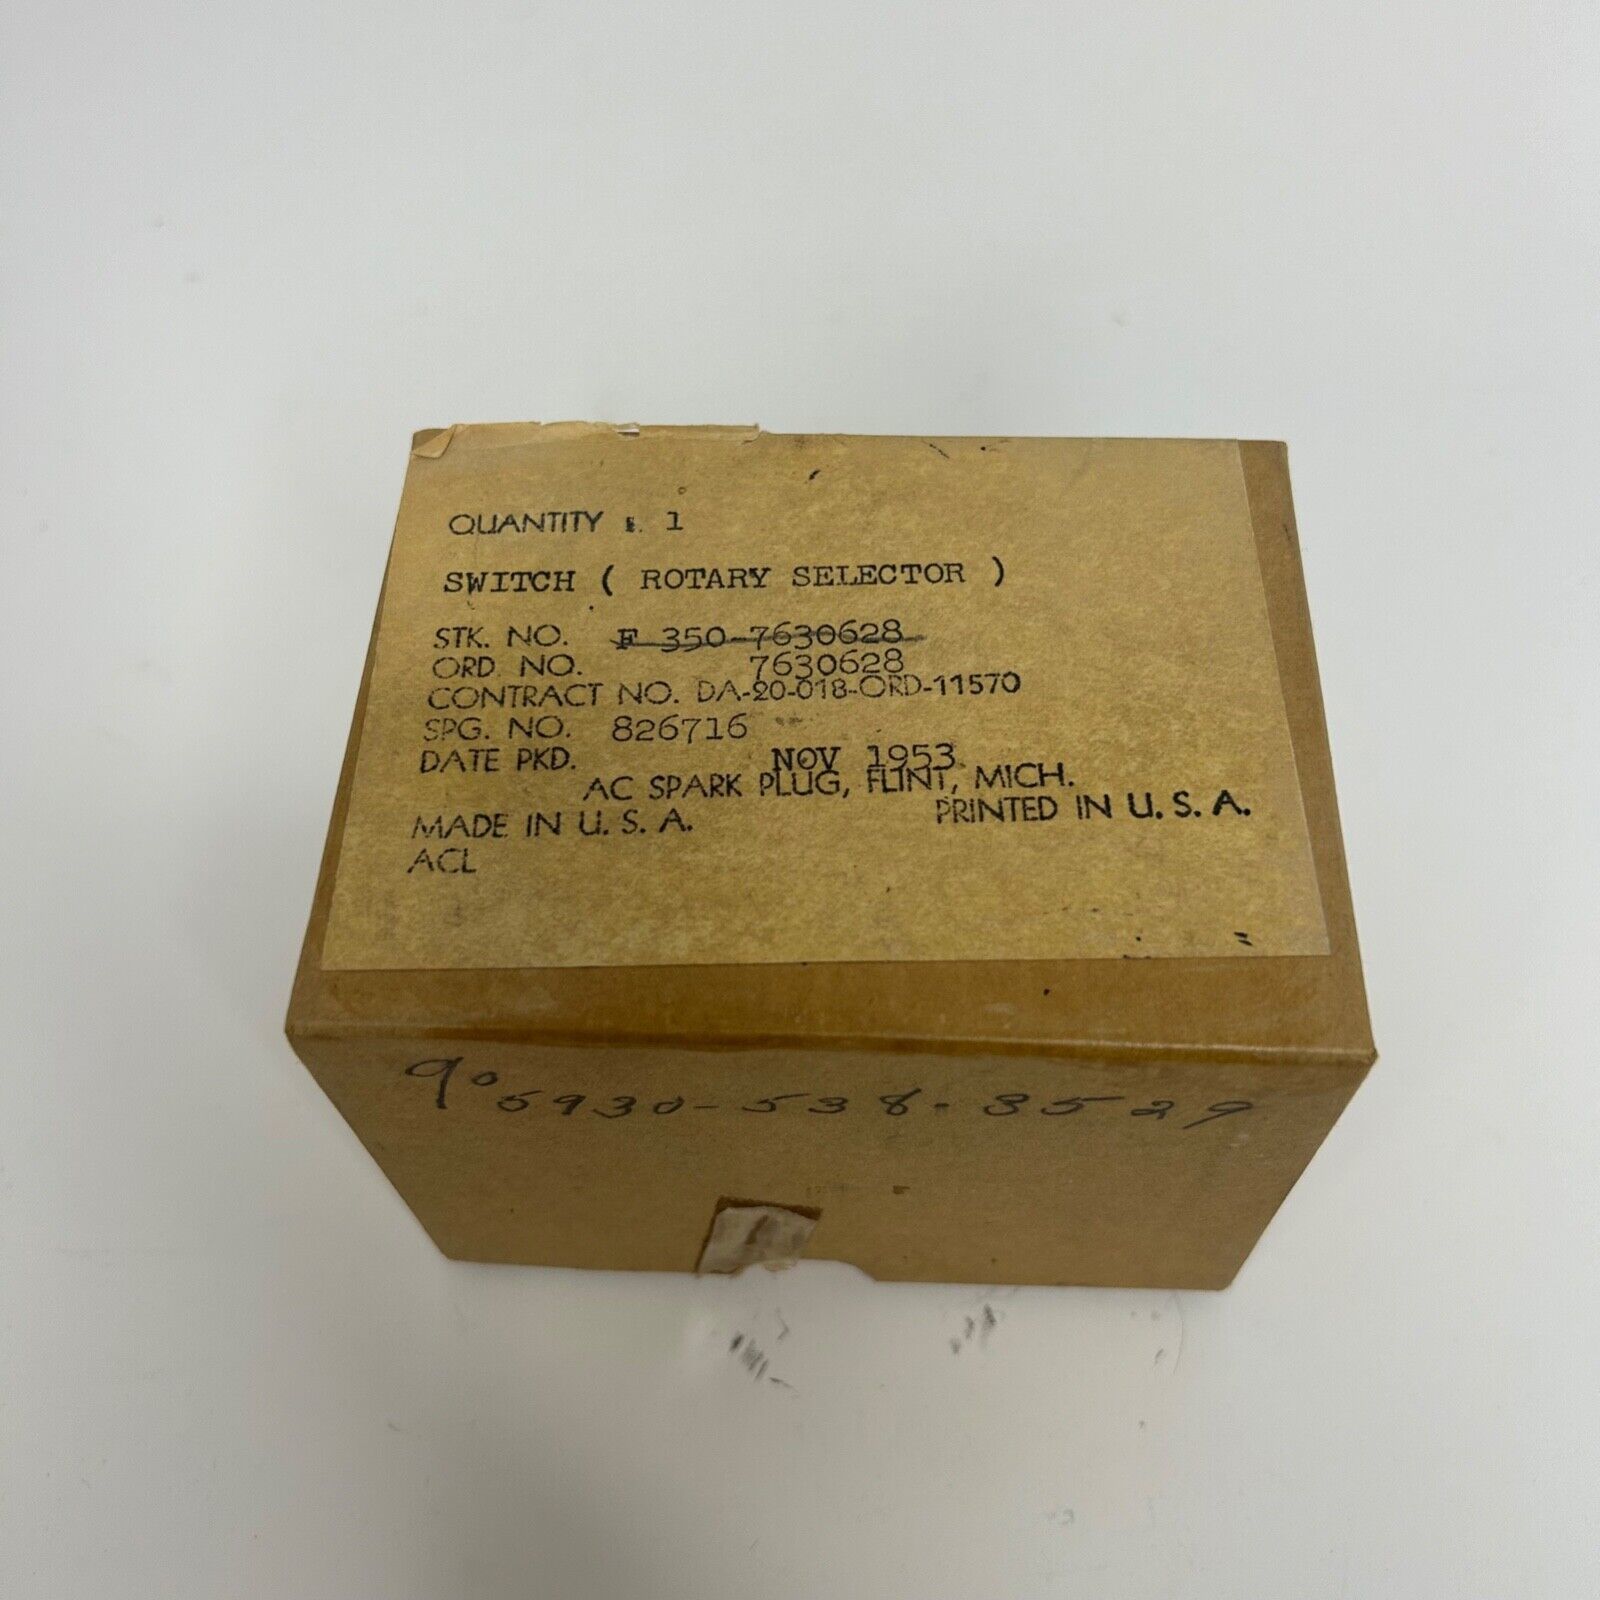 QUANTITY : 1
SWITCH ( ROTARY SELECTOR )
STK. NO. F 350-7630628
ORD. NO. 7630628
CONTRACT NO. DA-20-018-ORD-11570
SPG. NO. 826716
DATE PKD. NOV 1953
AC SPARK PLUG, FLINT, MICH.
MADE IN U. S. A. PRINTED IN U. S. A.
ACL
5930-538-3529